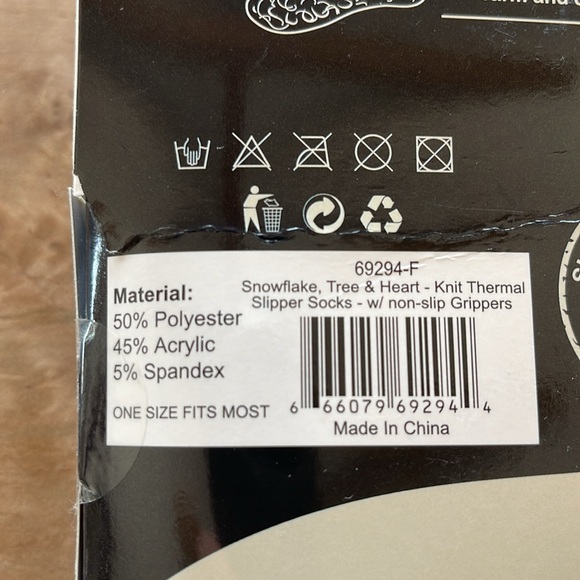 and
69294-F
Snowflake, Tree & Heart - Knit Thermal
Slipper Socks - w/ non-slip Grippers
Material:
50% Polyester
45% Acrylic
5% Spandex
ONE SIZE FITS MOST
6 66079 69294 4
Made In China